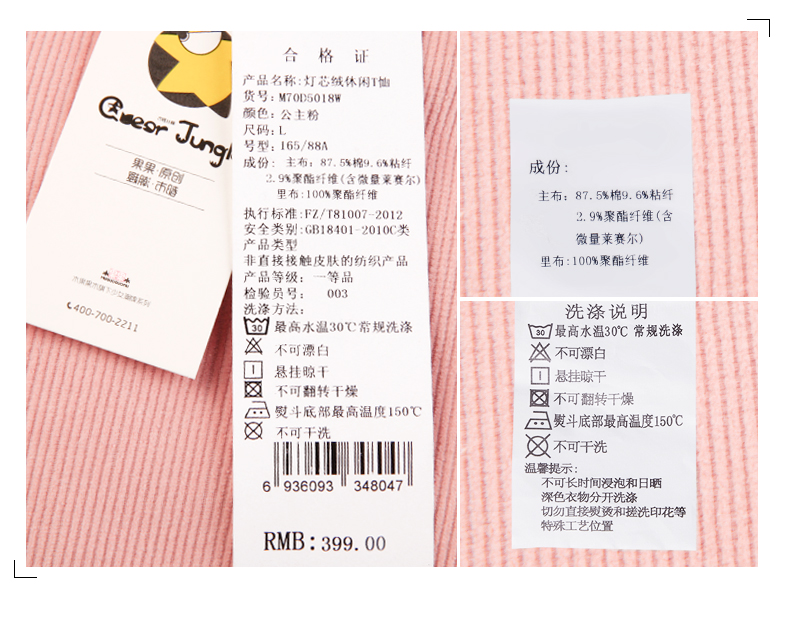 Queer Jungle
果果·原创
400-700-2211
合 格 证
产品名称:灯芯绒休闲T恤
货号:M70D5018W
颜色:公主粉
尺码:L
号型:165/88A
成份: 主布: 87.5%棉9.6%粘纤
2.9%聚酯纤维(含微量莱赛尔)
里布:100%聚酯纤维
执行标准:FZ/T81007-2012
安全类别:GB18401-2010C类
产品类型
非直接接触皮肤的纺织产品
产品等级: 一等品
检验员号: 003
洗涤方法:
30 最高水温30℃常规洗涤
不可漂白
悬挂晾干
不可翻转干燥
熨斗底部最高温度150℃
不可干洗
6 936093 348047
RMB:399.00
成份:
主布: 87.5%棉9.6%粘纤
2.9%聚酯纤维(含
微量莱赛尔)
里布:100%聚酯纤维
洗涤说明
30 最高水温30℃ 常规洗涤
不可漂白
悬挂晾干
不可翻转干燥
熨斗底部最高温度150℃
不可干洗
温馨提示:
不可长时间浸泡和日晒
深色衣物分开洗涤
切勿直接熨烫和搓洗印花等
特殊工艺位置